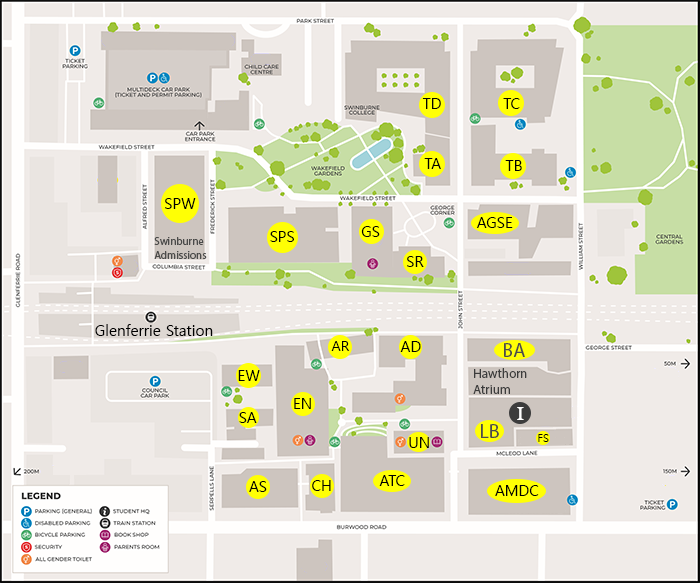 PARK STREET
P
TICKET
PARKING
CHILD CARE
CENTRE
P
MULTIDECK CAR PARK
(TICKET AND PERMIT PARKING)
CAR PARK
ENTRANCE
SWINBURNE
COLLEGE
TD
TC
WAKEFIELD STREET
WAKEFIELD
GARDENS
TA
TB
ALFRED STREET
FREDERICK STREET
WAKEFIELD STREET
SPW
Swinburne
Admissions
SPS
GS
SR
GEORGE
CORNER
AGSE
WILLIAM STREET
CENTRAL
GARDENS
COLUMBIA STREET
GLENFERRIE ROAD
Glenferrie Station
JOHN STREET
GEORGE STREET
AR
AD
BA
Hawthorn
Atrium
50M
EW
P
COUNCIL
CAR PARK
SA
EN
UN
LB
I
FS
MCLEOD LANE
200M
SERPELLS LANE
AS
CH
ATC
AMDC
150M
TICKET
PARKING
P
BURWOOD ROAD
LEGEND
P PARKING (GENERAL)
DISABLED PARKING
BICYCLE PARKING
SECURITY
ALL GENDER TOILET
i STUDENT HQ
TRAIN STATION
BOOK SHOP
PARENTS ROOM